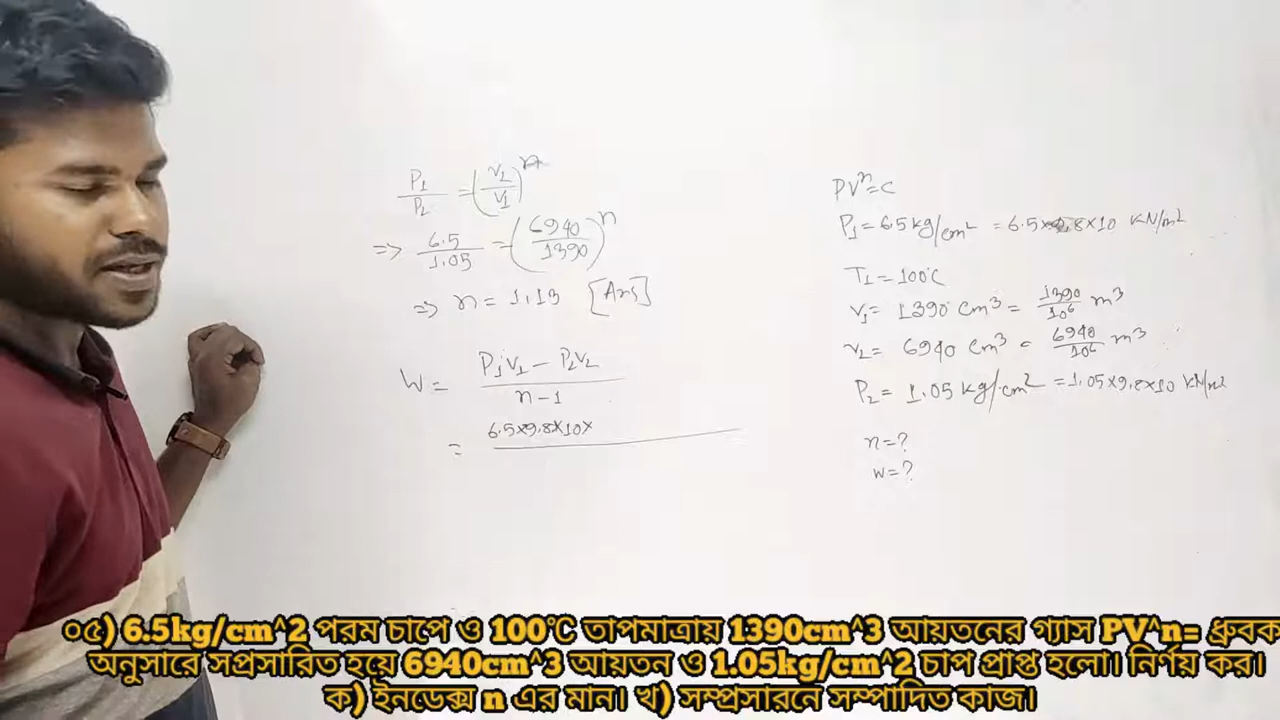 P₁/P₂ = (V₂/V₁)ⁿ
=> 6.5/1.05 = (6940/1390)ⁿ
=> n = 1.13 [Ans]
W = P₁V₁ - P₂V₂ / n-1
= 6.5×9.8×10×
PVⁿ=C
P₁ = 6.5 kg/cm² = 6.5×9.8×10 KN/m²
T₁ = 100°C
V₁ = 1390 cm³ = 1390/10⁶ m³
V₂ = 6940 cm³ = 6940/10⁶ m³
P₂ = 1.05 kg/cm² = 1.05×9.8×10 KN/m²
n=?
W=?
০৫) 6.5kg/cm^2 পরম চাপে ও 100℃ তাপমাত্রায় 1390cm^3 আয়তনের গ্যাস PV^n= ধ্রুবক
অনুসারে সপ্রসারিত হয়ে 6940cm^3 আয়তন ও 1.05kg/cm^2 চাপ প্রাপ্ত হলো। নির্ণয় কর।
ক) ইনডেক্স n এর মান। খ) সম্প্রসারনে সম্পাদিত কাজ।